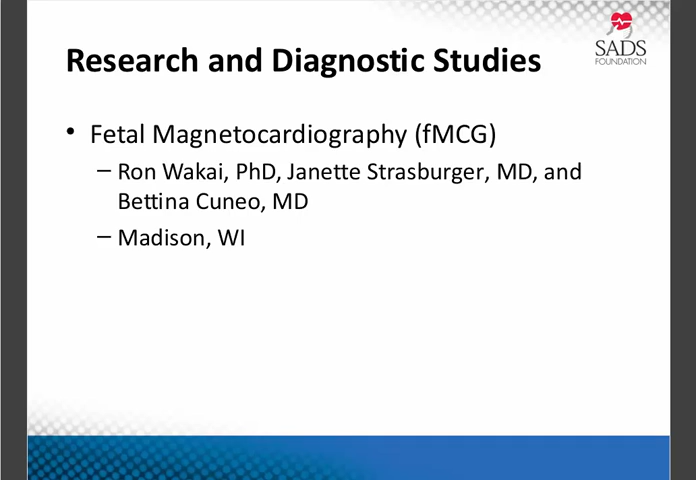 SADS
FOUNDATION
Research and Diagnostic Studies
• Fetal Magnetocardiography (fMCG)
– Ron Wakai, PhD, Janette Strasburger, MD, and
Bettina Cuneo, MD
– Madison, WI